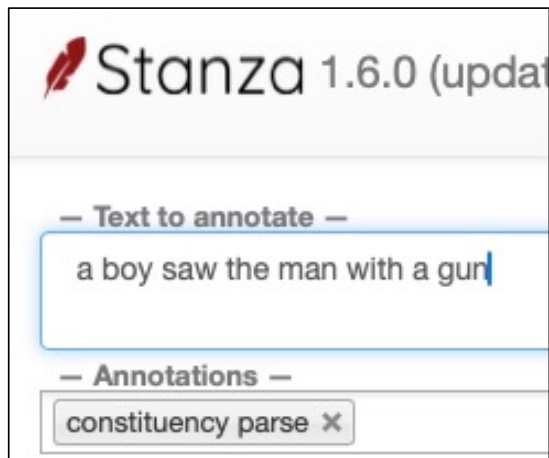 Stanza 1.6.0 (updat
— Text to annotate —
a boy saw the man with a gun
— Annotations —
constituency parse ×